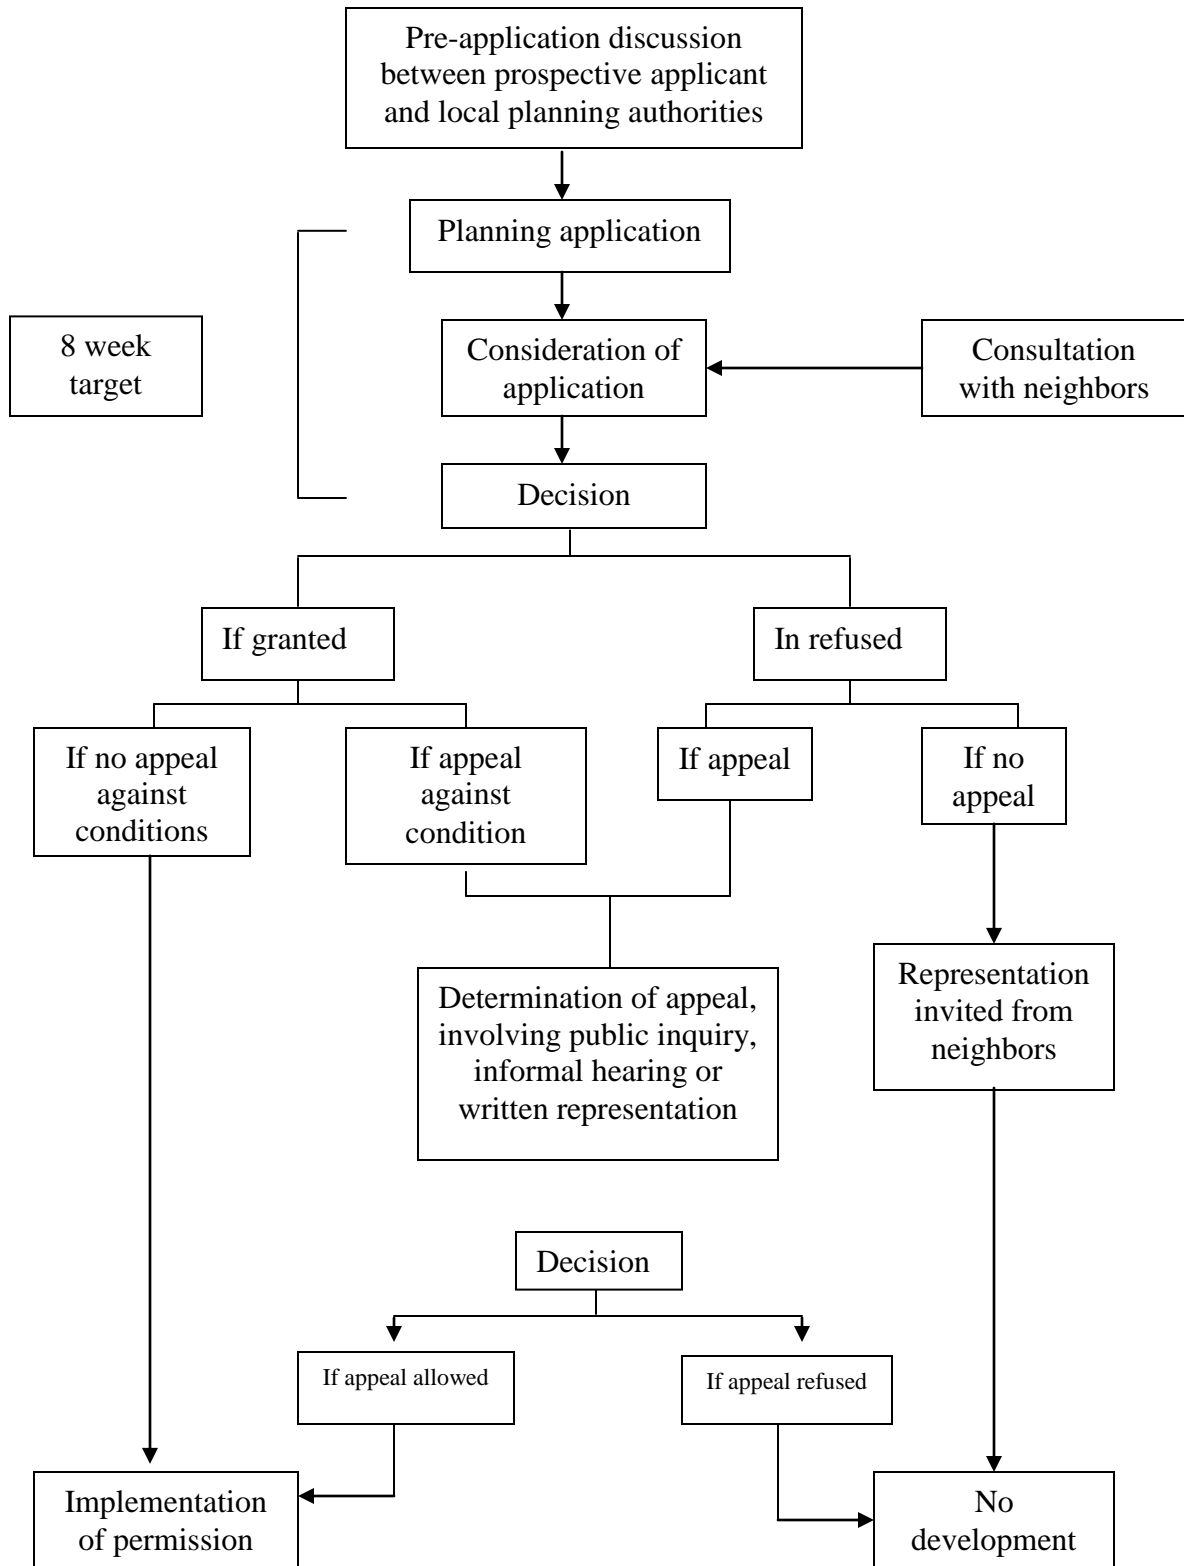 Pre-application discussion
between prospective applicant
and local planning authorities
Planning application
8 week
target
Consideration of
application
Consultation
with neighbors
Decision
If granted
In refused
If no appeal
against
conditions
If appeal
against
condition
If appeal
If no
appeal
Determination of appeal,
involving public inquiry,
informal hearing or
written representation
Representation
invited from
neighbors
Decision
If appeal allowed
If appeal refused
Implementation
of permission
No
development